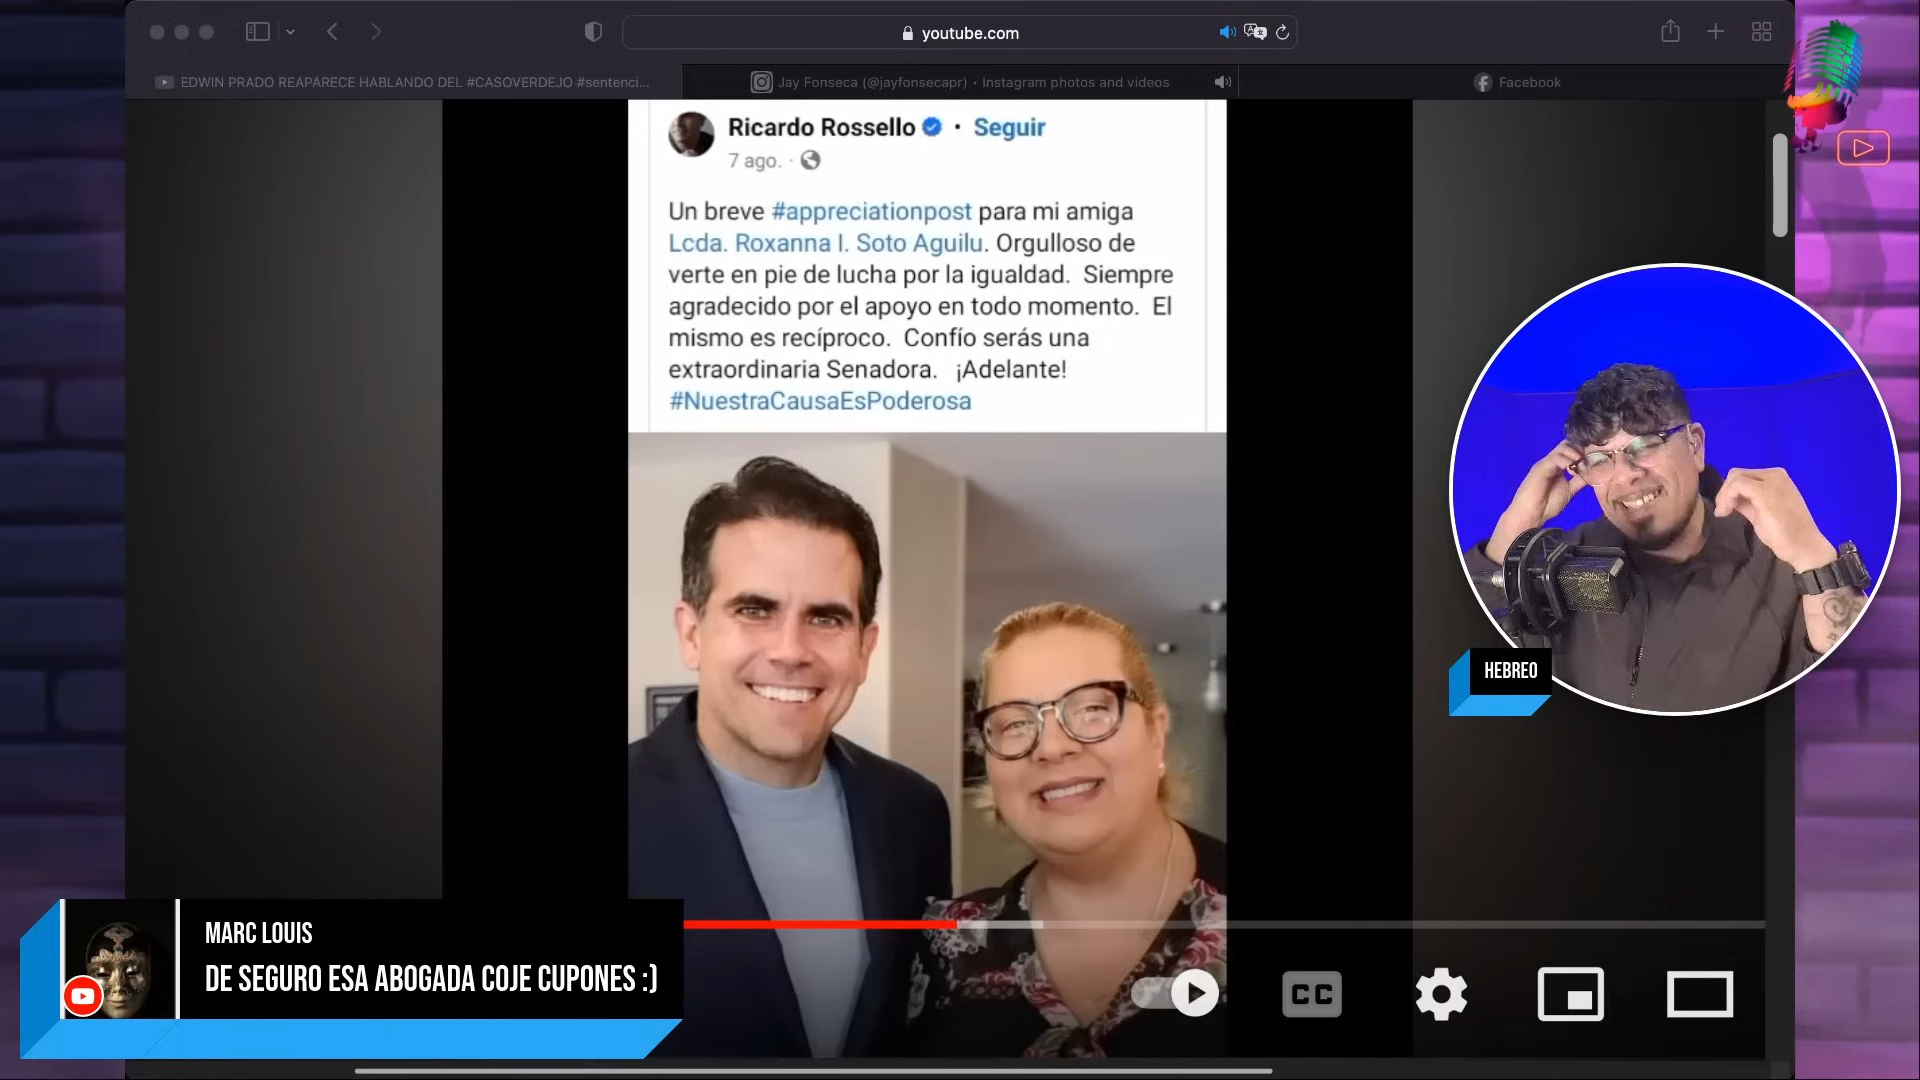 youtube.com
EDWIN PRADO REAPARECE HABLANDO DEL #CASOVERDEJO #sentenci...
Jay Fonseca (@jayfonsecapr) • Instagram photos and videos
Facebook
Ricardo Rossello · Seguir
7 ago. ·
Un breve #appreciationpost para mi amiga
Lcda. Roxanna I. Soto Aguilu. Orgulloso de
verte en pie de lucha por la igualdad. Siempre
agradecido por el apoyo en todo momento. El
mismo es recíproco. Confío serás una
extraordinaria Senadora. ¡Adelante!
#NuestraCausaEsPoderosa
HEBREO
MARC LOUIS
DE SEGURO ESA ABOGADA COJE CUPONES :)
CC